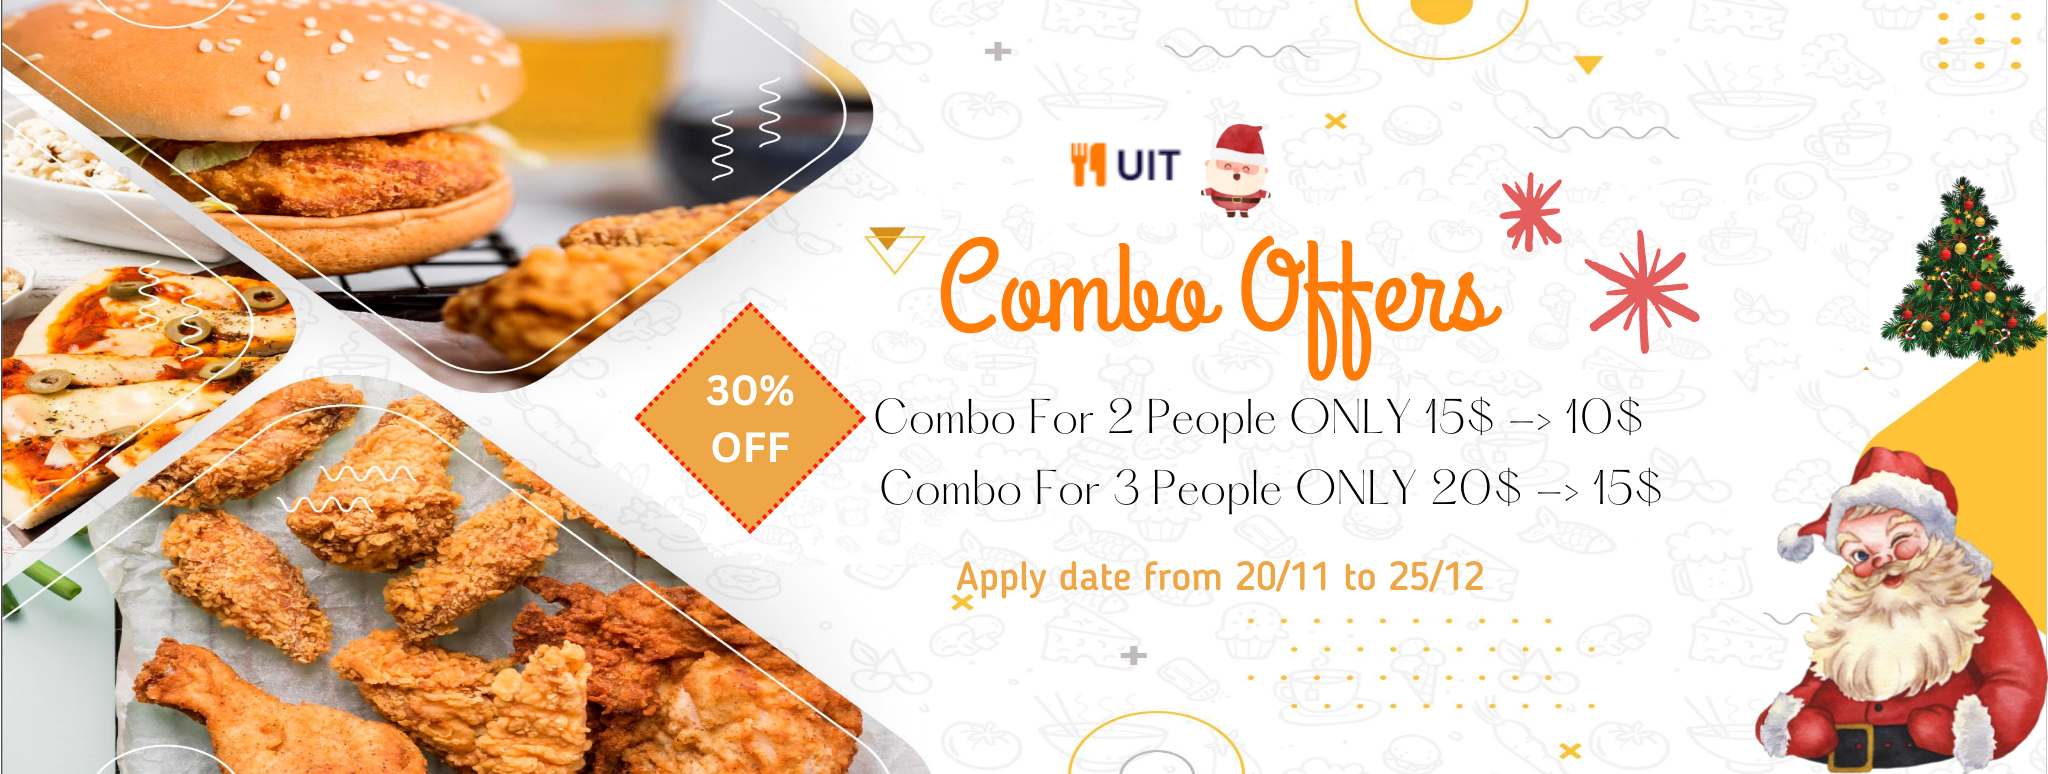 UIT
Combo Offers
30%
OFF
Combo For 2 People ONLY 15$ –> 10$
Combo For 3 People ONLY 20$ –> 15$
Apply date from 20/11 to 25/12